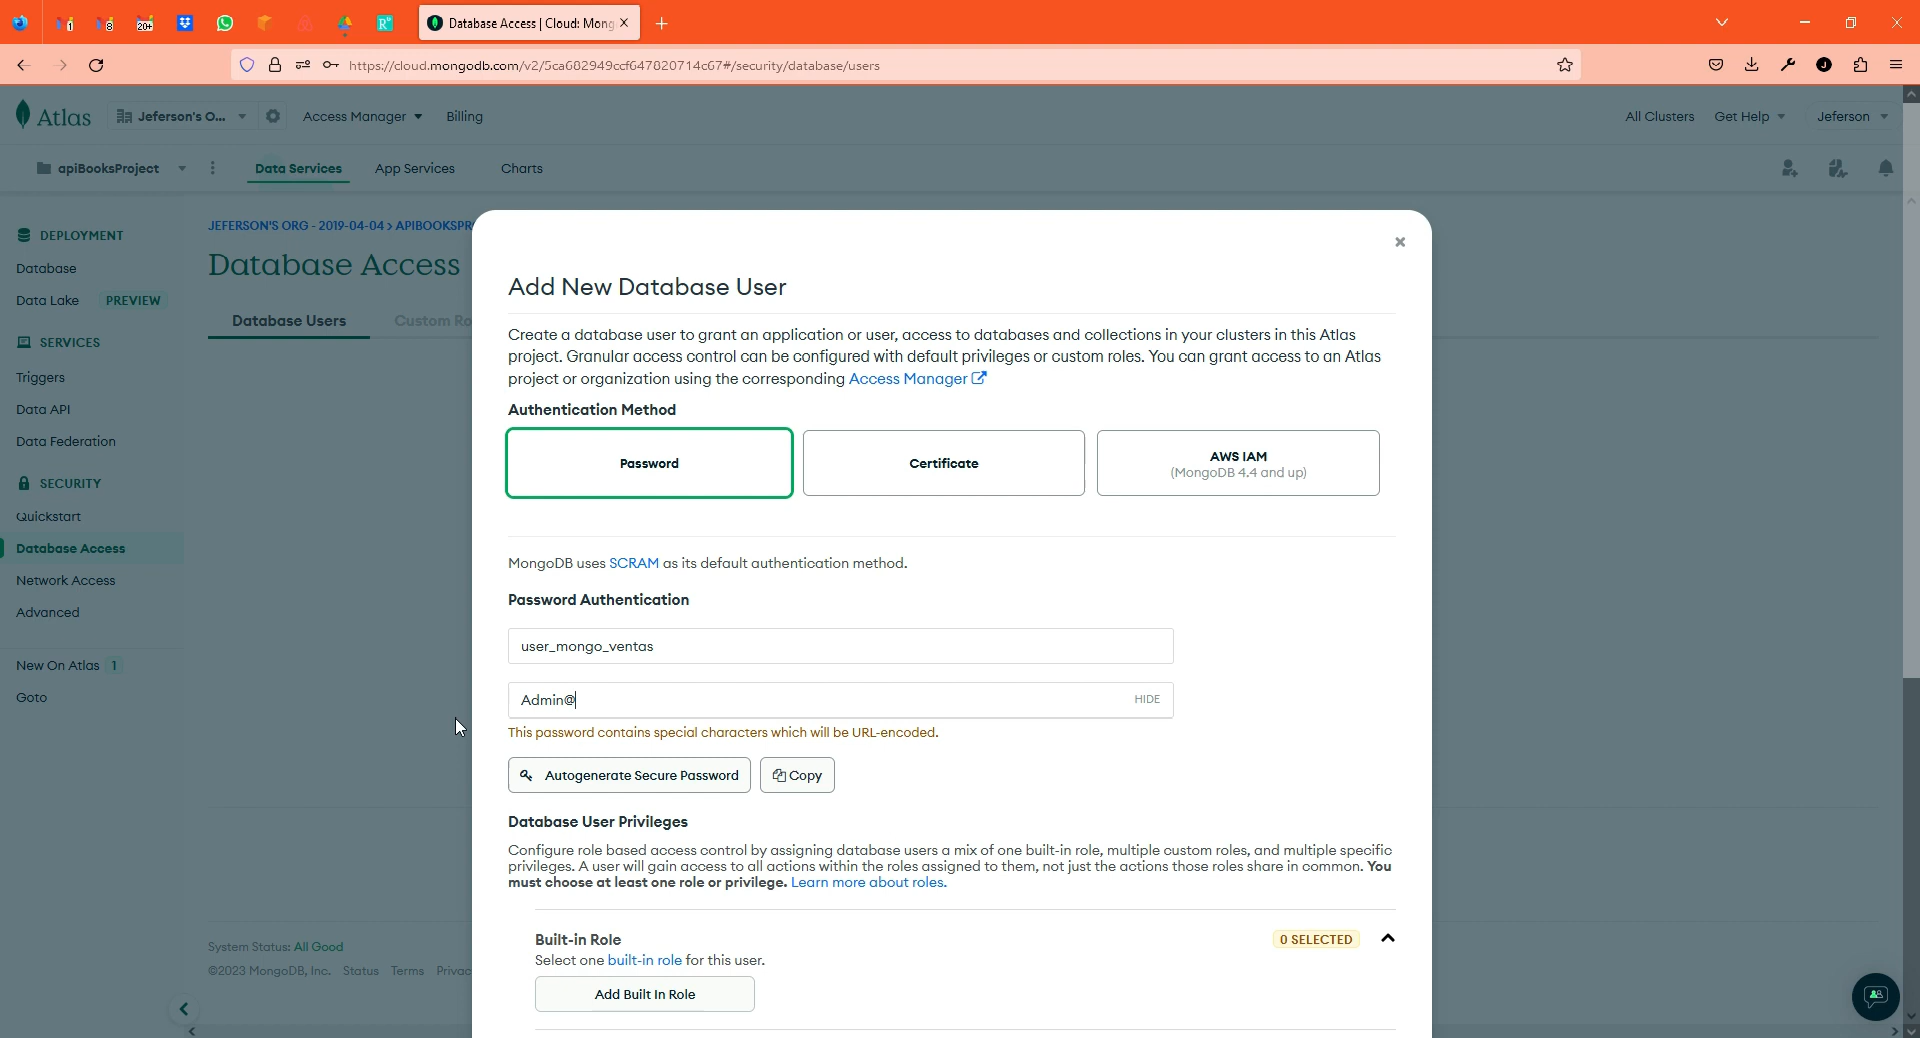 1
8
20+
Database Access | Cloud: Mong
https://cloud.mongodb.com/v2/5ca682949ccf647820714c67#/security/database/users
J
Atlas
Jeferson's O...
Access Manager
Billing
All Clusters
Get Help
Jeferson
apiBooksProject
Data Services
App Services
Charts
DEPLOYMENT
Database
Data Lake PREVIEW
SERVICES
Triggers
Data API
Data Federation
SECURITY
Quickstart
Database Access
Network Access
Advanced
New On Atlas 1
Goto
JEFERSON'S ORG - 2019-04-04 > APIBOOKSPR
Database Access
Database Users
Custom Ro
System Status: All Good
©2023 MongoDB, Inc. Status Terms Privac
Add New Database User
Create a database user to grant an application or user, access to databases and collections in your clusters in this Atlas
project. Granular access control can be configured with default privileges or custom roles. You can grant access to an Atlas
project or organization using the corresponding Access Manager
Authentication Method
Password
Certificate
AWS IAM
(MongoDB 4.4 and up)
MongoDB uses SCRAM as its default authentication method.
Password Authentication
user_mongo_ventas
Admin@
HIDE
This password contains special characters which will be URL-encoded.
Autogenerate Secure Password
Copy
Database User Privileges
Configure role based access control by assigning database users a mix of one built-in role, multiple custom roles, and multiple specific
privileges. A user will gain access to all actions within the roles assigned to them, not just the actions those roles share in common. You
must choose at least one role or privilege. Learn more about roles.
Built-in Role
0 SELECTED
Select one built-in role for this user.
Add Built In Role